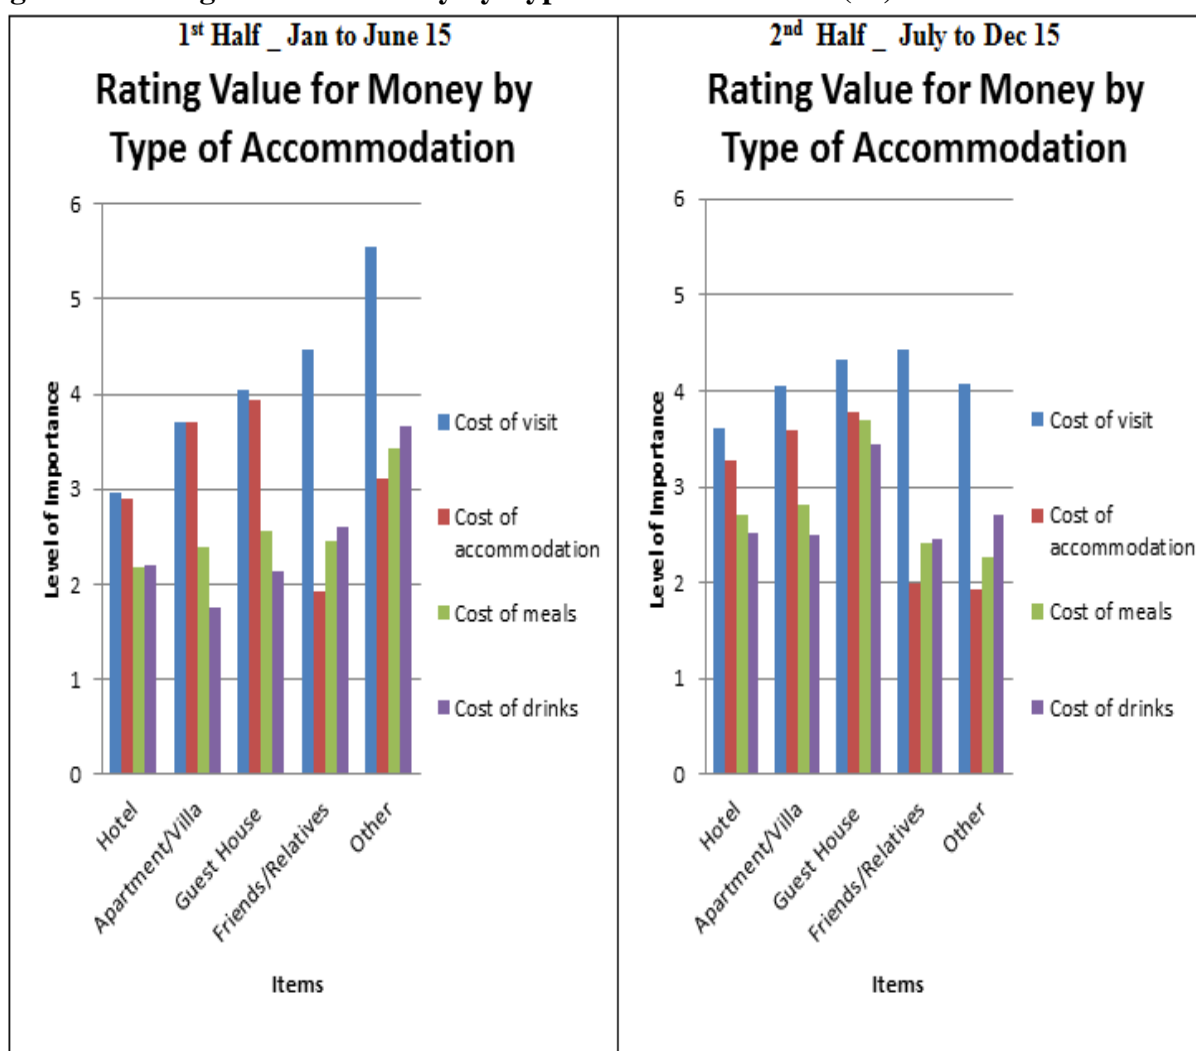 1st Half _ Jan to June 15
Rating Value for Money by
Type of Accommodation
6
5
4
3
2
1
0
Level of Importance
Hotel
Apartment/Villa
Guest House
Friends/Relatives
Other
Items
Cost of visit
Cost of
accommodation
Cost of meals
Cost of drinks
2nd Half _ July to Dec 15
Rating Value for Money by
Type of Accommodation
6
5
4
3
2
1
0
Level of Importance
Hotel
Apartment/Villa
Guest House
Friends/Relatives
Other
Items
Cost of visit
Cost of
accommodation
Cost of meals
Cost of drinks